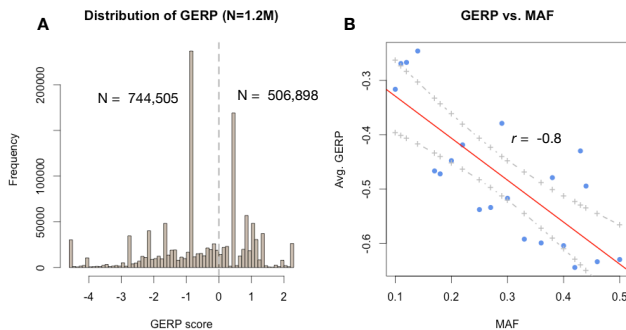 A
Distribution of GERP (N=1.2M)
N = 744,505
N = 506,898
Frequency
0
50000
100000
200000
-4
-3
-2
-1
0
1
2
GERP score
B
GERP vs. MAF
r = -0.8
Avg. GERP
-0.3
-0.4
-0.5
-0.6
0.1
0.2
0.3
0.4
0.5
MAF